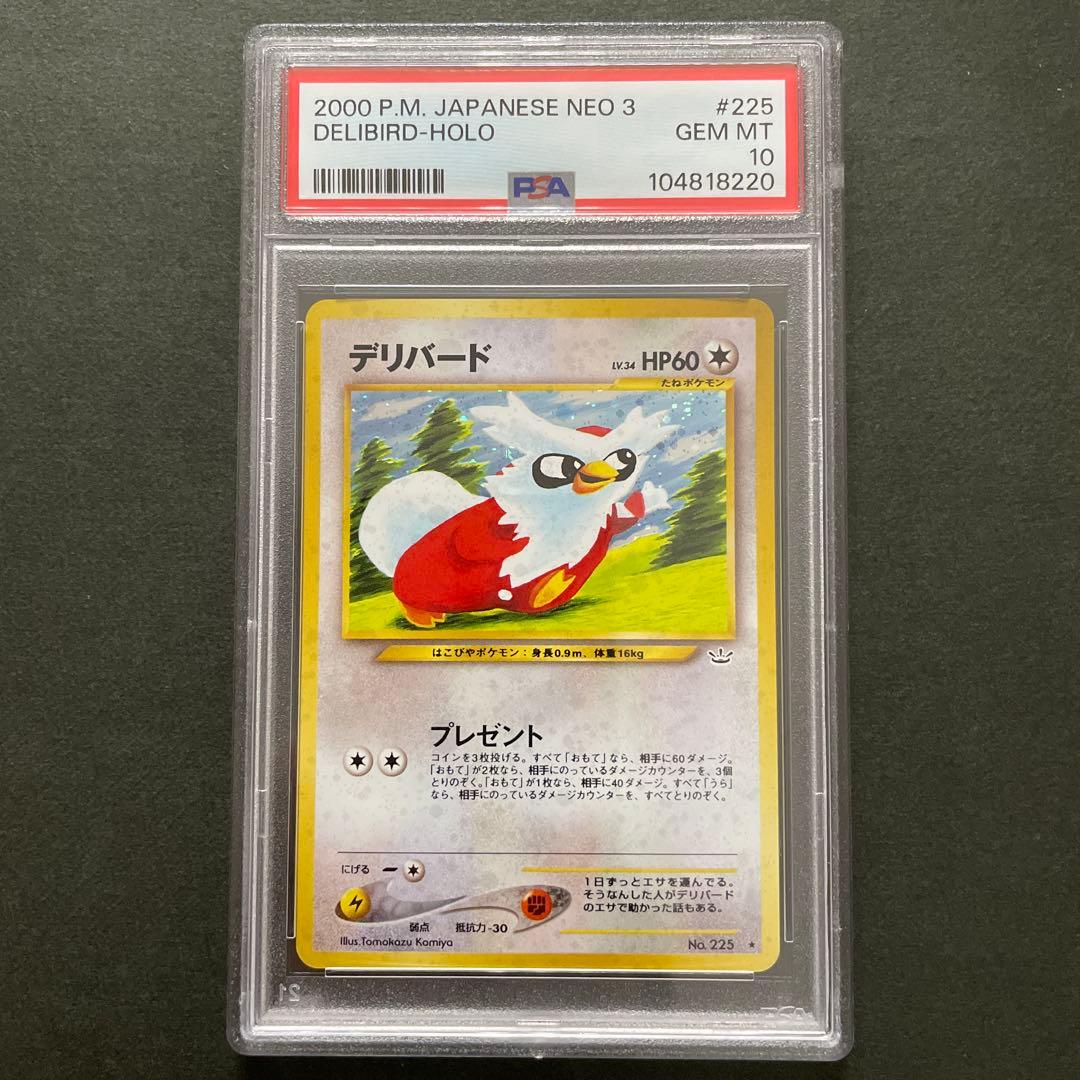 2000 P.M. JAPANESE NEO 3 #225
DELIBIRD-HOLO GEM MT
10
PSA 104818220
デリバード LV.34 HP60
たねポケモン
はこびやポケモン：身長0.9m、体重16kg
プレゼント
コインを3枚投げる。すべて「おもて」なら、相手に60ダメージ。
「おもて」が2枚なら、相手にのっているダメージカウンターを、3個
とりのぞく。「おもて」が1枚なら、相手に40ダメージ。すべて「うら」
なら、相手にのっているダメージカウンターを、すべてとりのぞく。
にげる
弱点 抵抗力-30
1日ずっとエサを運んでる。
そうなんした人がデリバード
のエサで助かった話もある。
Illus.Tomokazu Komiya No. 225 ★
21